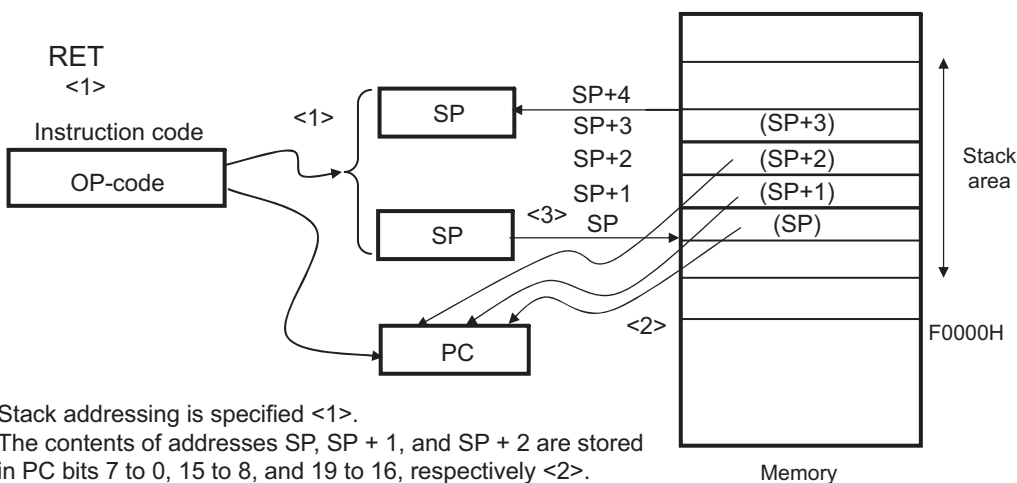 RET
<1>
Instruction code
OP-code
<1>
SP
SP
PC
SP+4
SP+3
SP+2
SP+1
<3>
SP
<2>
(SP+3)
(SP+2)
(SP+1)
(SP)
Stack
area
F0000H
Memory
Stack addressing is specified <1>.
The contents of addresses SP, SP + 1, and SP + 2 are stored
in PC bits 7 to 0, 15 to 8, and 19 to 16, respectively <2>.